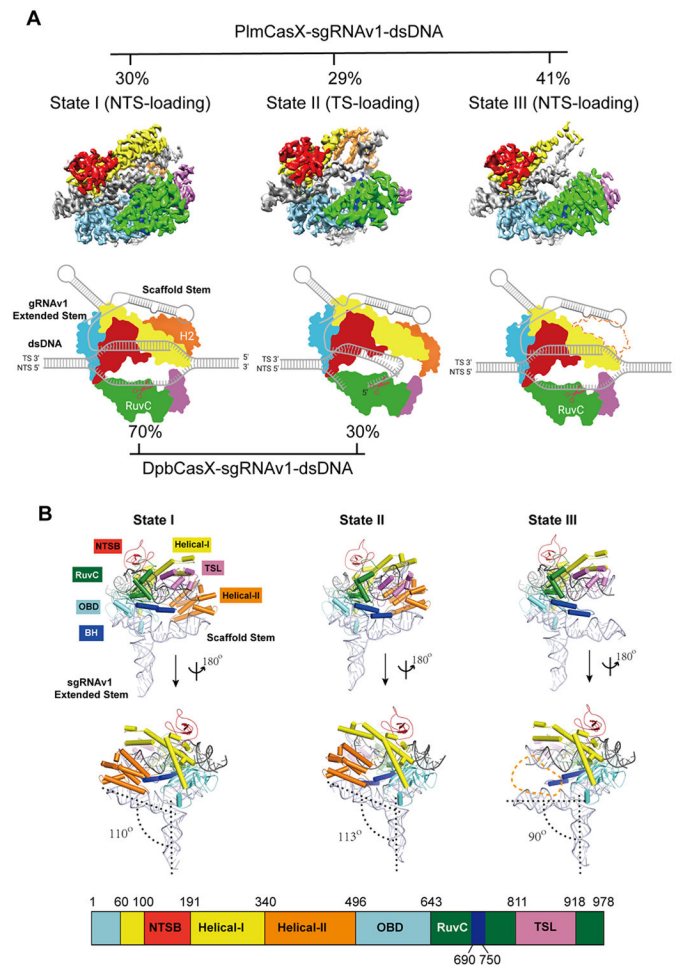 A
PlmCasX-sgRNAv1-dsDNA
30% 29% 41%
State I (NTS-loading) State II (TS-loading) State III (NTS-loading)
Scaffold Stem
gRNAv1
Extended Stem
H2
dsDNA
TS 3' 5' TS 3' TS 3'
NTS 5' 3' NTS 5' NTS 5'
5'
RuvC RuvC
70% 30%
DpbCasX-sgRNAv1-dsDNA
B
State I State II State III
NTSB Helical-I
RuvC TSL
OBD Helical-II
BH
Scaffold Stem
180° 180° 180°
sgRNAv1
Extended Stem
110° 113° 90°
1 60 100 191 340 496 643 811 918 978
NTSB Helical-I Helical-II OBD RuvC TSL
690 750